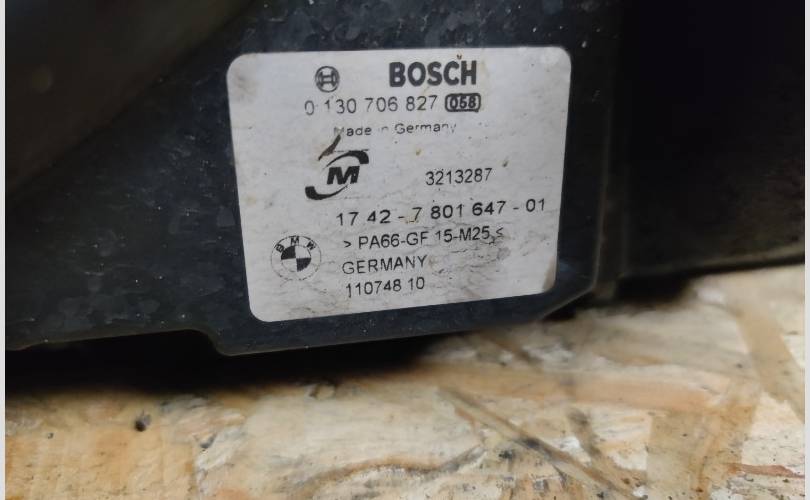 BOSCH
0 130 706 827 058
Made in Germany
M
3213287
17 42 - 7 801 647 - 01
BMW
> PA66-GF 15-M25 <
GERMANY
110748 10